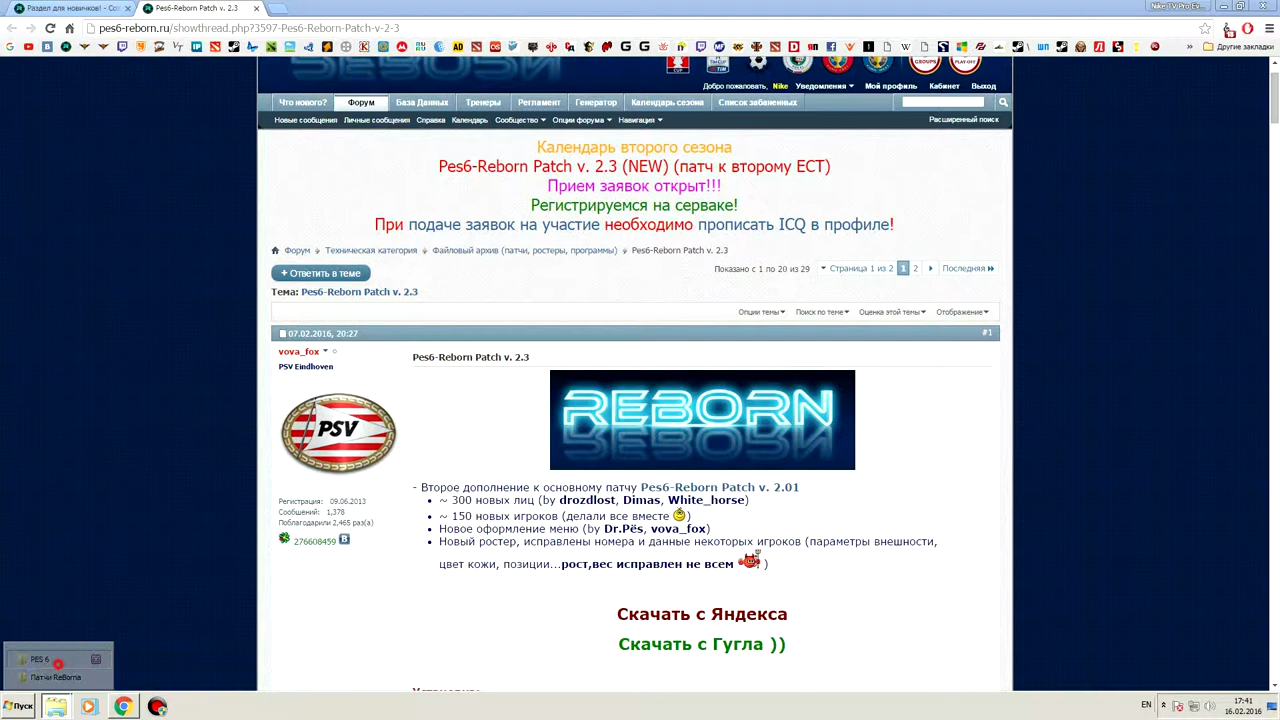 Раздел для новичков! - Сох
Pes6-Reborn Patch v. 2.3
Nike TV Pro Ev
pes6-reborn.ru/showthread.php?3597-Pes6-Reborn-Patch-v-2-3
Другие закладки
Добро пожаловать, Nike Уведомления Мой профиль Кабинет Выход
Что нового? Форум База Данных Тренеры Регламент Генератор Календарь сезона Список забаненных
Новые сообщения Личные сообщения Справка Календарь Сообщество Опции форума Навигация Расширенный поиск
Календарь второго сезона
Pes6-Reborn Patch v. 2.3 (NEW) (патч к второму ECT)
Прием заявок открыт!!!
Регистрируемся на серваке!
При подаче заявок на участие необходимо прописать ICQ в профиле!
Форум Техническая категория Файловый архив (патчи, ростеры, программы) Pes6-Reborn Patch v. 2.3
+ Ответить в теме
Показано с 1 по 20 из 29 Страница 1 из 2 1 2 Последняя
Тема: Pes6-Reborn Patch v. 2.3
Опции темы Поиск по теме Оценка этой темы Отображение
07.02.2016, 20:27 #1
vova_fox
PSV Eindhoven
PSV
Регистрация: 09.06.2013
Сообщений: 1,378
Поблагодарили 2,465 раз(а)
276608459
Pes6-Reborn Patch v. 2.3
REBORN
- Второе дополнение к основному патчу Pes6-Reborn Patch v. 2.01
~ 300 новых лиц (by drozdlost, Dimas, White_horse)
~ 150 новых игроков (делали все вместе )
Новое оформление меню (by Dr.Pёs, vova_fox)
Новый ростер, исправлены номера и данные некоторых игроков (параметры внешности,
цвет кожи, позиции...рост,вес исправлен не всем )
Скачать с Яндекса
Скачать с Гугла ))
PES 6
Патчи ReBorna
Пуск
EN
17:41
16.02.2016